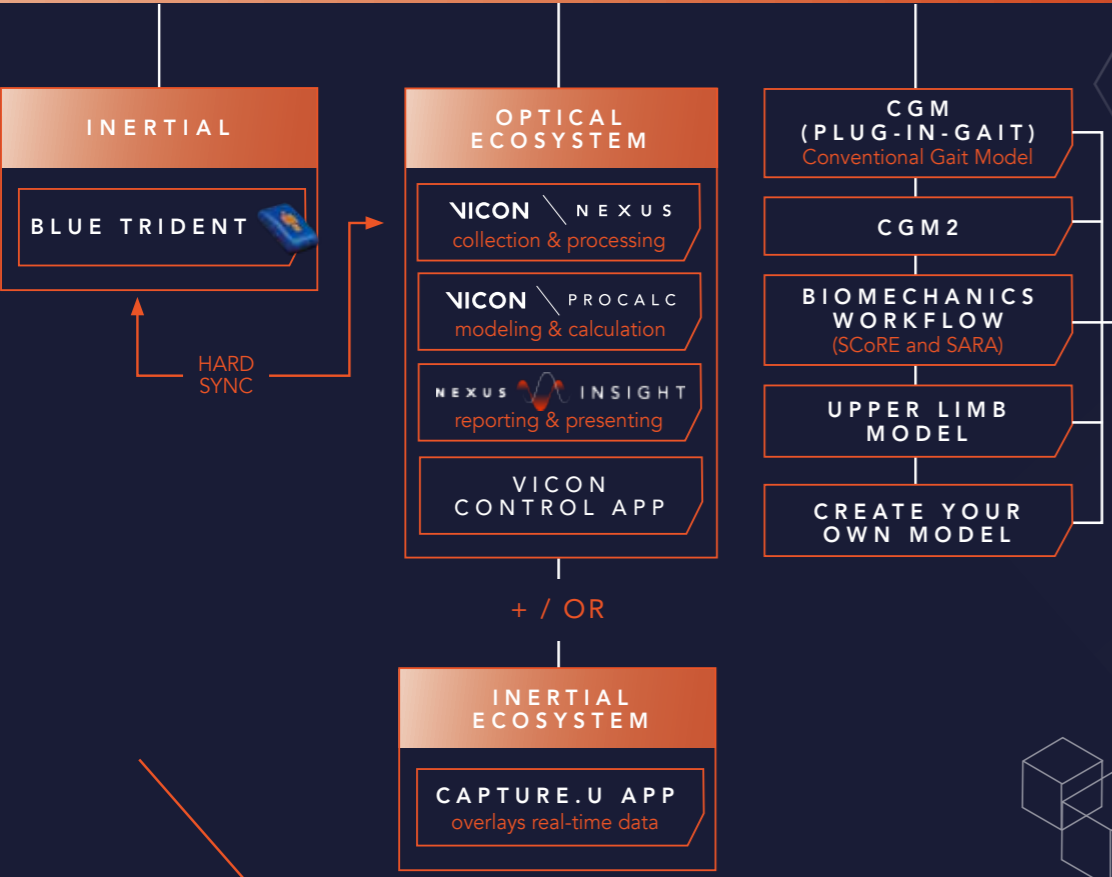 INERTIAL
BLUE TRIDENT
HARD
SYNC
OPTICAL
ECOSYSTEM
VICON NEXUS
collection & processing
VICON PROCALC
modeling & calculation
NEXUS INSIGHT
reporting & presenting
VICON
CONTROL APP
+ / OR
INERTIAL
ECOSYSTEM
CAPTURE.U APP
overlays real-time data
CGM
(PLUG-IN-GAIT)
Conventional Gait Model
CGM2
BIOMECHANICS
WORKFLOW
(SCoRE and SARA)
UPPER LIMB
MODEL
CREATE YOUR
OWN MODEL